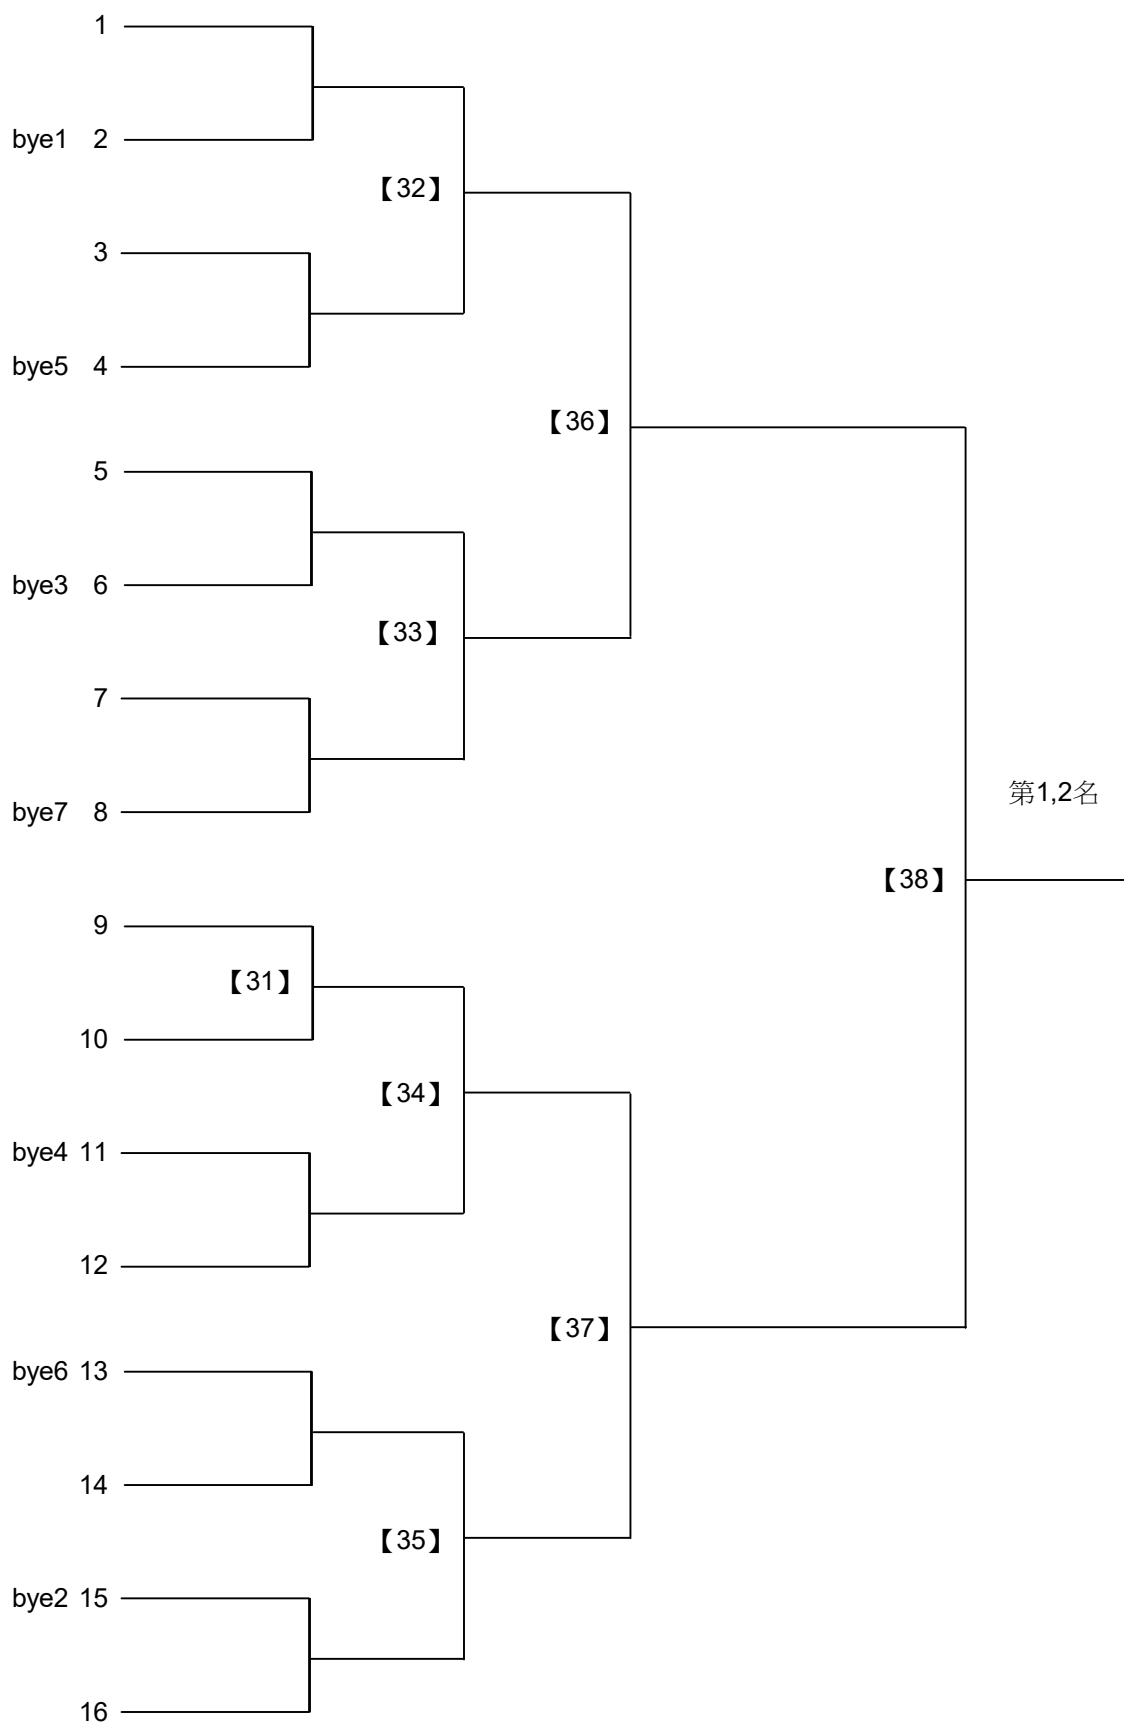 1
bye1 2
【32】
3
bye5 4
【36】
5
bye3 6
【33】
7
第1,2名
bye7 8
【38】
9
【31】
10
【34】
bye4 11
12
【37】
bye6 13
14
【35】
bye2 15
16